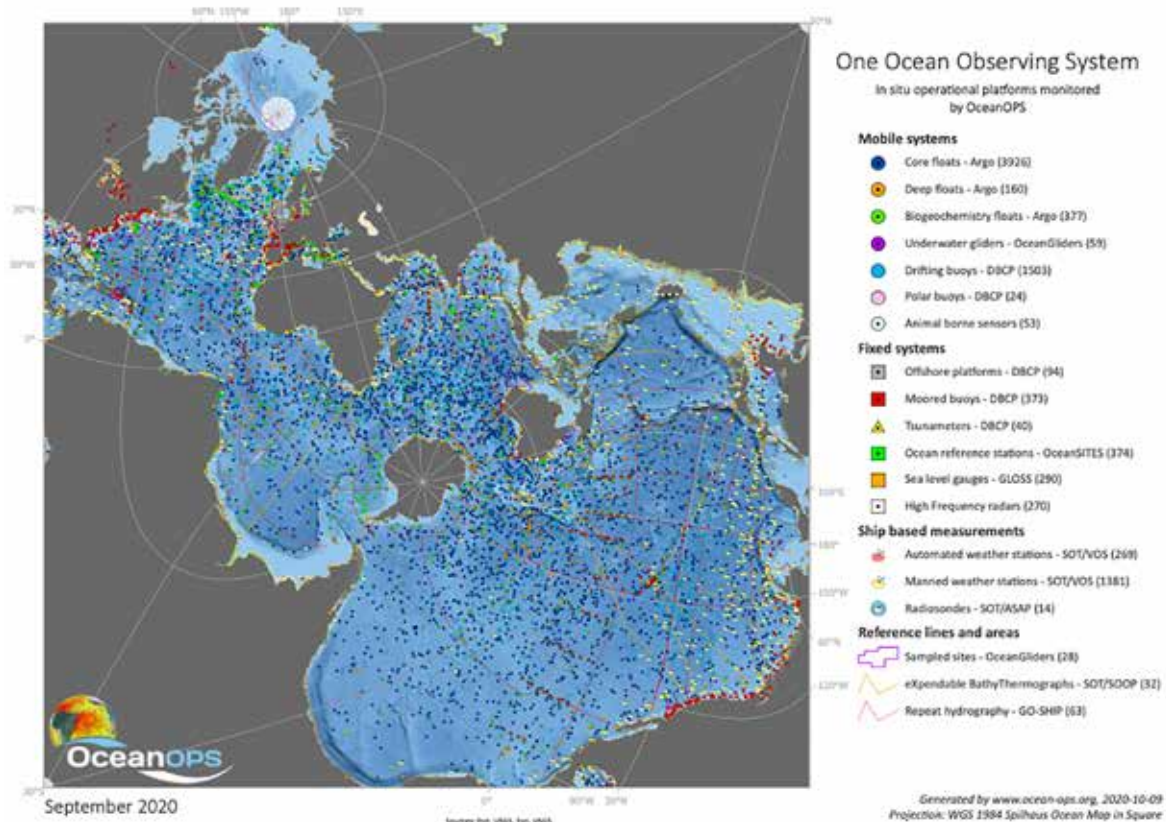 60°N 155°W 180° 150°E
One Ocean Observing System
In situ operational platforms monitored
by OceanOPS
Mobile systems
Core floats - Argo (3926)
Deep floats - Argo (160)
Biogeochemistry floats - Argo (377)
Underwater gliders - OceanGliders (59)
Drifting buoys - DBCP (1503)
Polar buoys - DBCP (24)
Animal borne sensors (53)
Fixed systems
Offshore platforms - DBCP (94)
Moored buoys - DBCP (373)
Tsunameters - DBCP (40)
Ocean reference stations - OceanSITES (374)
Sea level gauges - GLOSS (290)
High Frequency radars (270)
Ship based measurements
Automated weather stations - SOT/VOS (269)
Manned weather stations - SOT/VOS (1381)
Radiosondes - SOT/ASAP (14)
Reference lines and areas
Sampled sites - OceanGliders (28)
eXpendable BathyThermographs - SOT/SOOP (32)
Repeat hydrography - GO-SHIP (63)
OceanOPS
September 2020
0° 90°W
Generated by www.ocean-ops.org, 2020-10-09
Projection: WGS 1984 Spilhaus Ocean Map in Square